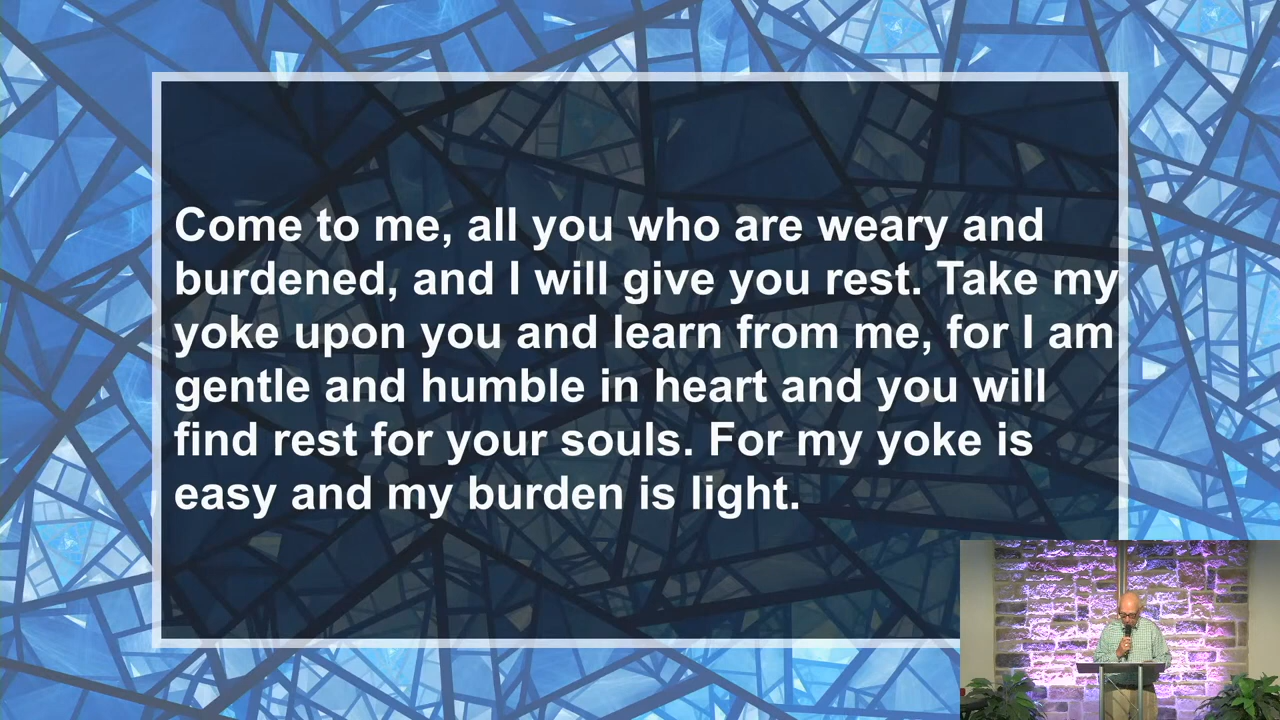 Come to me, all you who are weary and
burdened, and I will give you rest. Take my
yoke upon you and learn from me, for I am
gentle and humble in heart and you will
find rest for your souls. For my yoke is
easy and my burden is light.